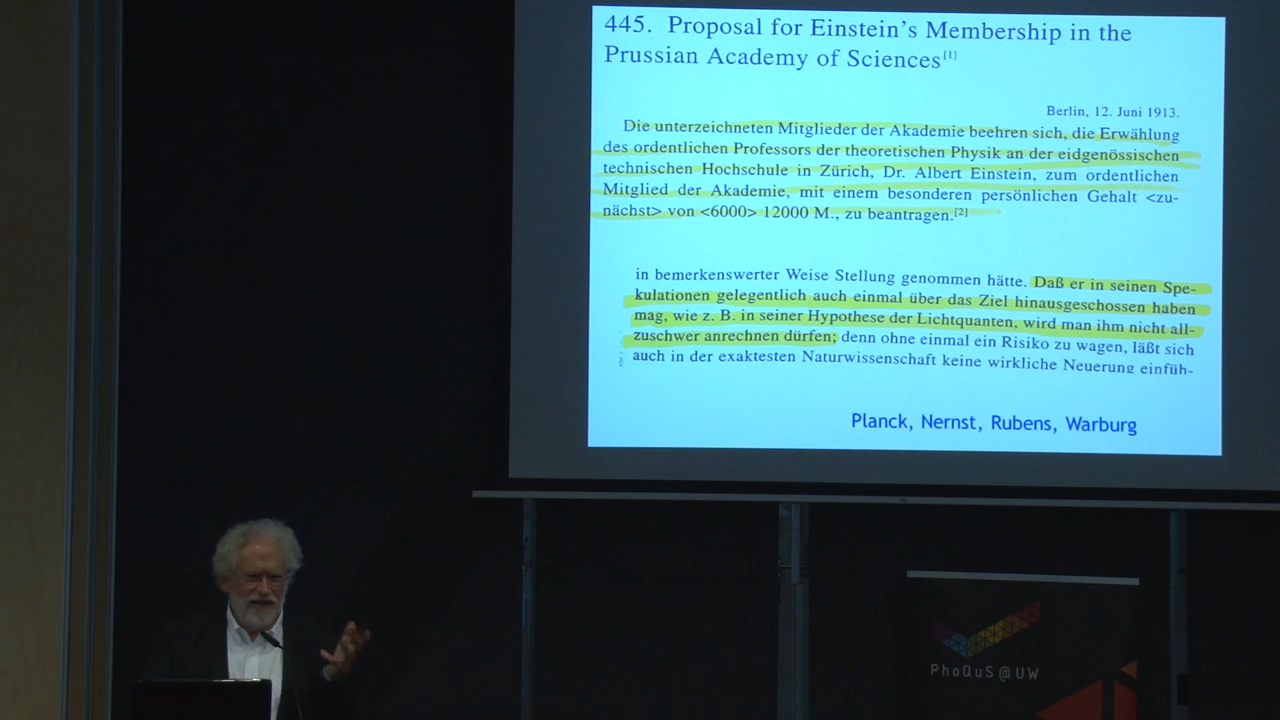 445. Proposal for Einstein's Membership in the
Prussian Academy of Sciences[1]
Berlin, 12. Juni 1913.
Die unterzeichneten Mitglieder der Akademie beehren sich, die Erwählung
des ordentlichen Professors der theoretischen Physik an der eidgenössischen
technischen Hochschule in Zürich, Dr. Albert Einstein, zum ordentlichen
Mitglied der Akademie, mit einem besonderen persönlichen Gehalt <zu-
nächst> von <6000> 12000 M., zu beantragen.[2]
in bemerkenswerter Weise Stellung genommen hätte. Daß er in seinen Spe-
kulationen gelegentlich auch einmal über das Ziel hinausgeschossen haben
mag, wie z. B. in seiner Hypothese der Lichtquanten, wird man ihm nicht all-
zuschwer anrechnen dürfen; denn ohne einmal ein Risiko zu wagen, läßt sich
auch in der exaktesten Naturwissenschaft keine wirkliche Neuerung einfüh-
Planck, Nernst, Rubens, Warburg
PhoQuS@UW